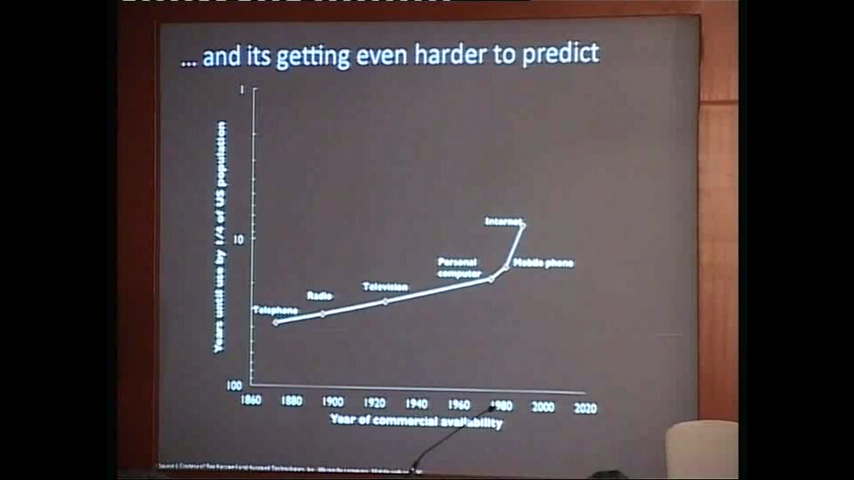 ... and its getting even harder to predict
1
Years until use by 1/4 of US population
10
100
Internet
Personal
computer
Mobile phone
Television
Radio
Telephone
1860 1880 1900 1920 1940 1960 1980 2000 2020
Year of commercial availability